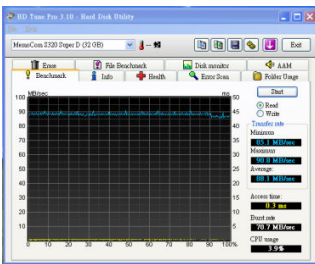 HD Tune Pro 3.10 - Hard Disk Utility
MemoCom S320 Super D (32 GB)
Exit
Erase
File Benchmark
Disk monitor
AAM
Benchmark
Info
Health
Error Scan
Folder Usage
MB/sec
ms
100
90
80
70
60
50
40
30
20
10
50
45
40
35
30
25
20
15
10
5
0
10
20
30
40
50
60
70
80
90
100%
Start
Read
Write
Transfer rate
Minimum
85.1 MB/sec
Maximum
90.0 MB/sec
Average:
88.1 MB/sec
Access time:
0.3 ms
Burst rate
70.7 MB/sec
CPU usage
3.9%